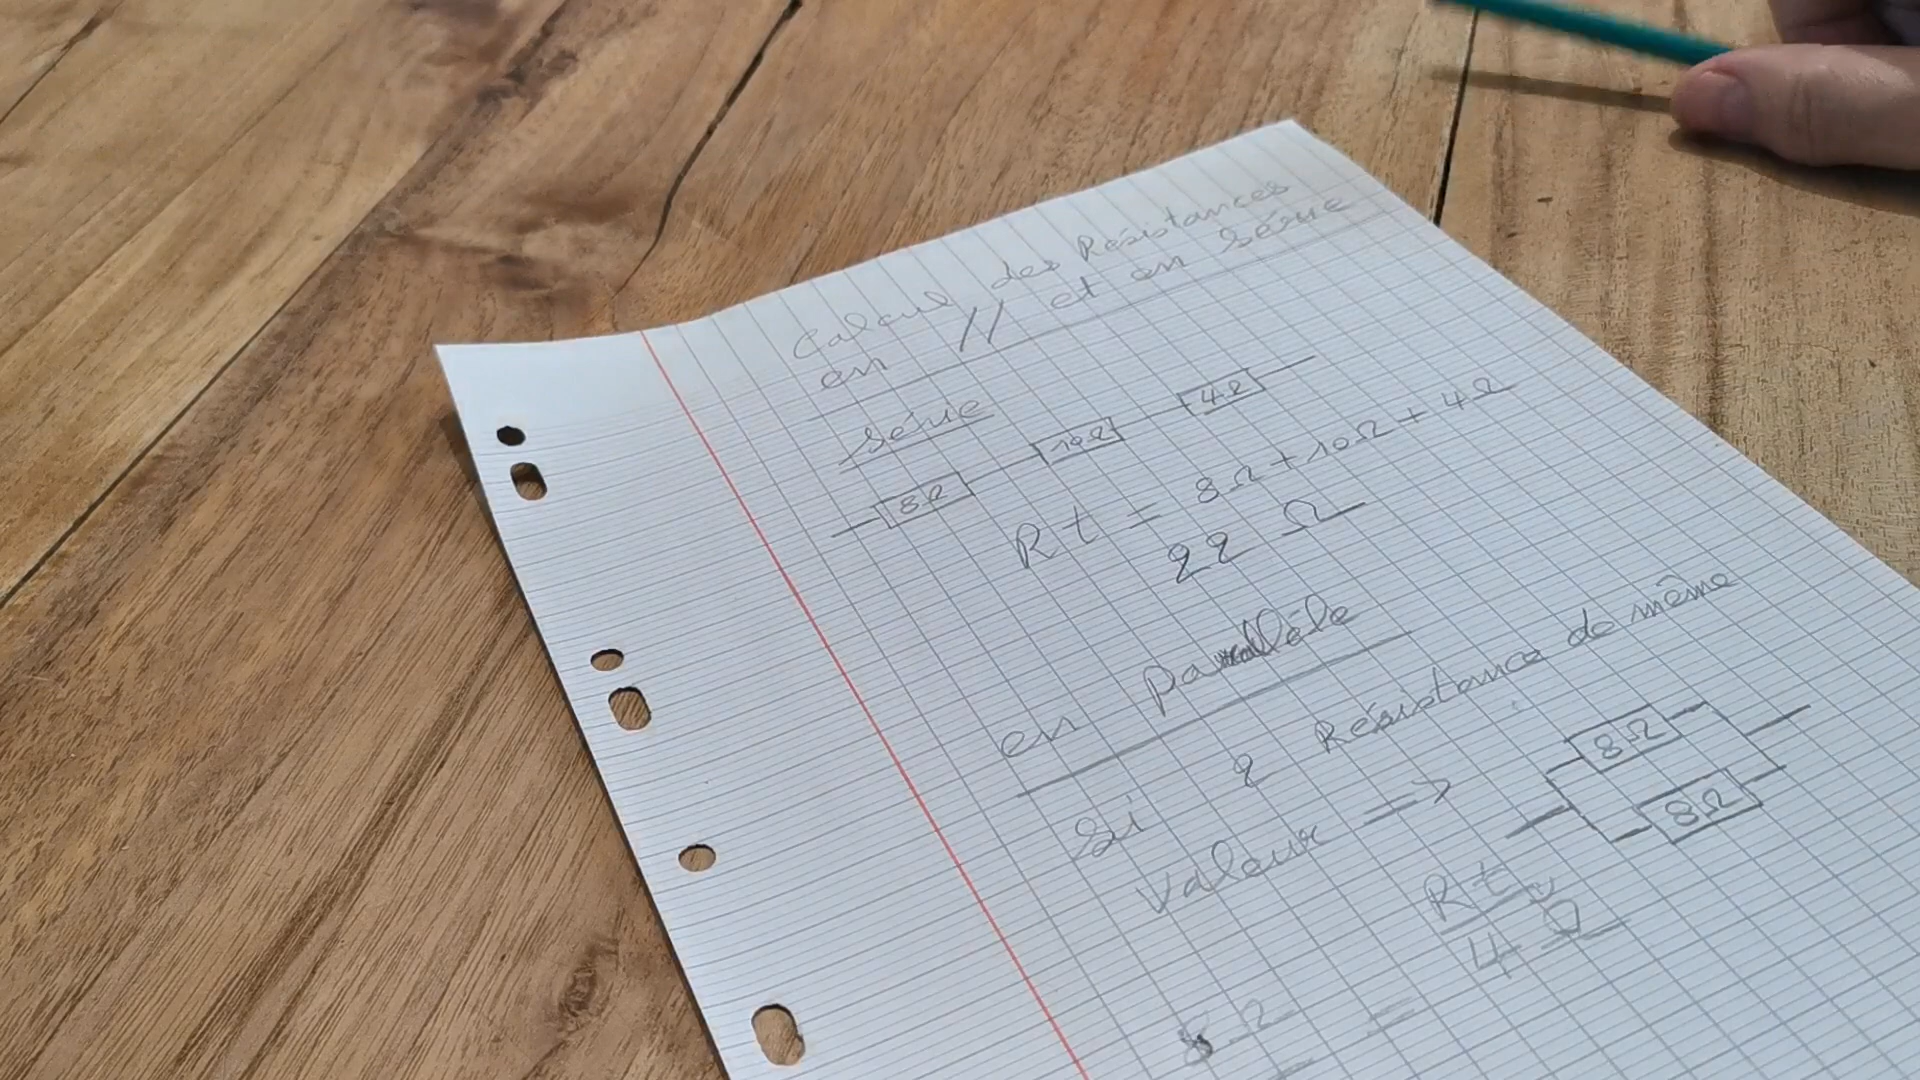 Calcul des Résistances
en // et en série
série
8Ω 10Ω 4Ω
Rt = 8Ω + 10Ω + 4Ω
22 Ω
en Parallèle
si 2 Résistance de même
valeur → 8Ω
8Ω
Rt
8Ω = 4Ω